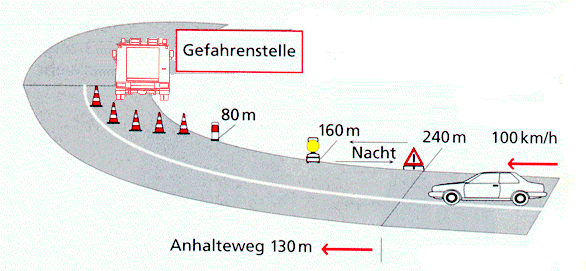 Gefahrenstelle
80 m
160 m
240 m
100 km/h
Nacht
Anhalteweg 130 m